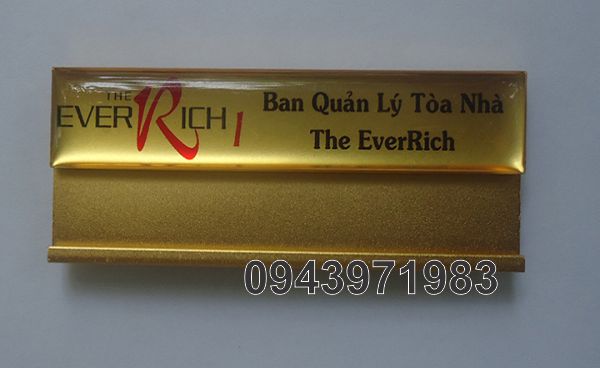 THE
EVERRICH 1
Ban Quản Lý Tòa Nhà
The EverRich
0943971983